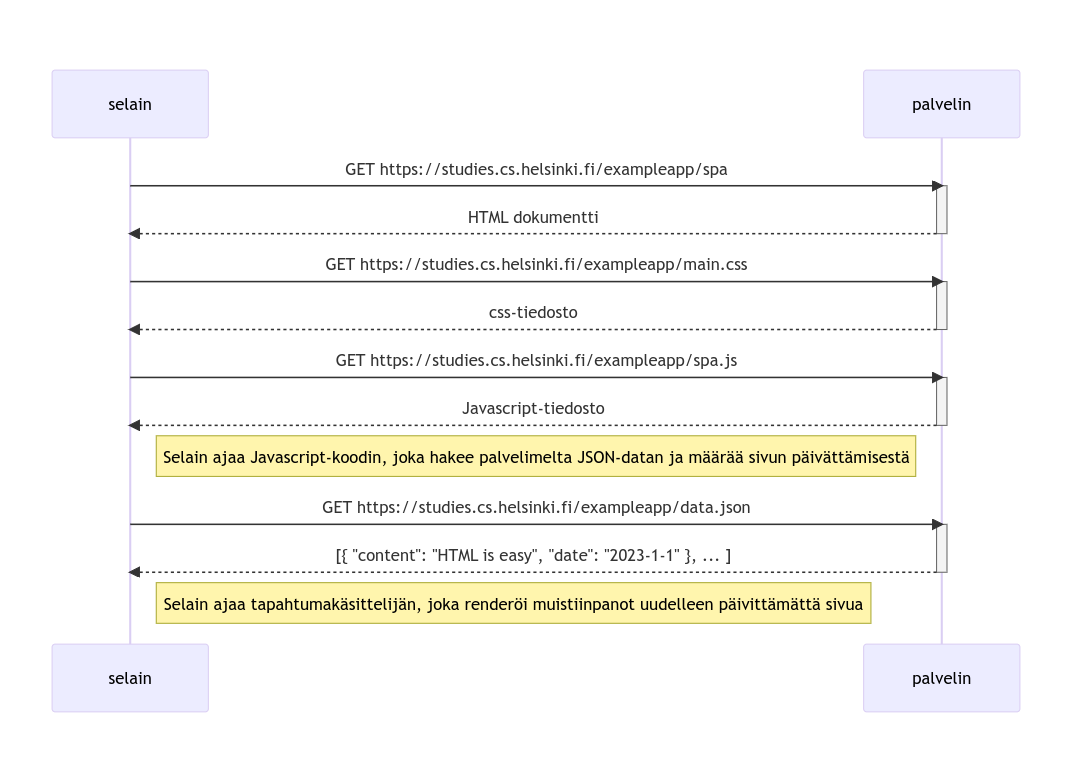 selain
palvelin
GET https://studies.cs.helsinki.fi/exampleapp/spa
HTML dokumentti
GET https://studies.cs.helsinki.fi/exampleapp/main.css
css-tiedosto
GET https://studies.cs.helsinki.fi/exampleapp/spa.js
Javascript-tiedosto
Selain ajaa Javascript-koodin, joka hakee palvelimelta JSON-datan ja määrää sivun päivättämisestä
GET https://studies.cs.helsinki.fi/exampleapp/data.json
[{ "content": "HTML is easy", "date": "2023-1-1" }, ... ]
Selain ajaa tapahtumakäsittelijän, joka renderöi muistiinpanot uudelleen päivittämättä sivua
selain
palvelin